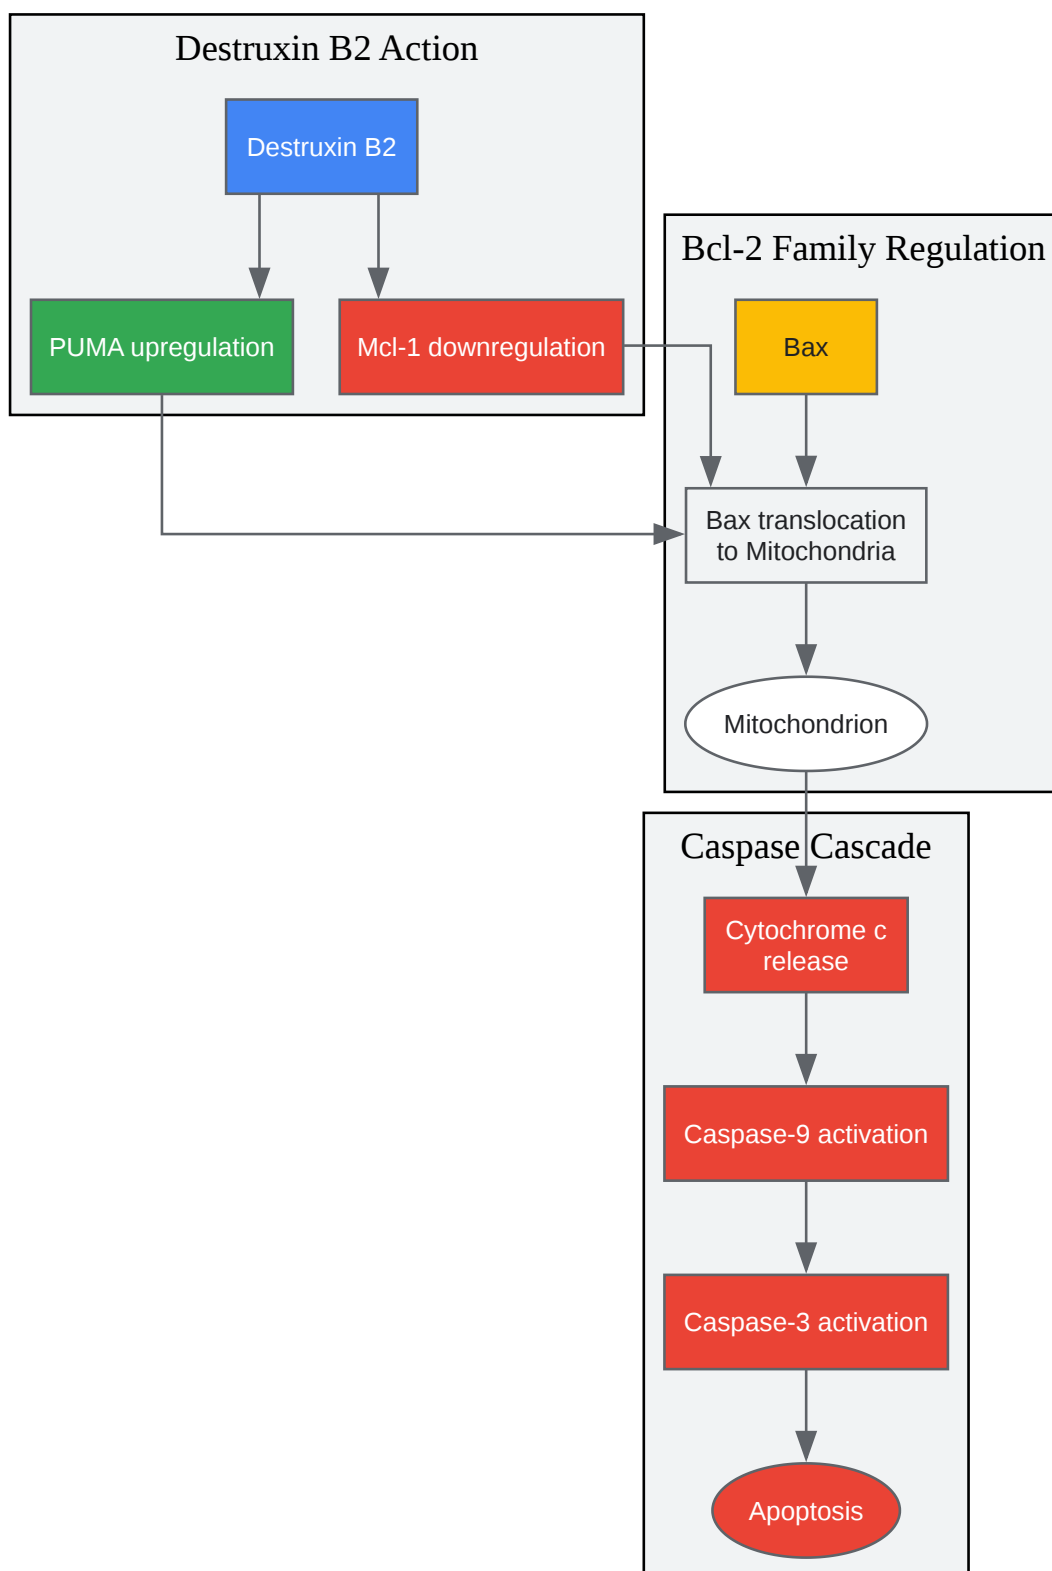 Destruxin B2 Action
Destruxin B2
PUMA upregulation
Mcl-1 downregulation
Bcl-2 Family Regulation
Bax
Bax translocation
to Mitochondria
Mitochondrion
Caspase Cascade
Cytochrome c
release
Caspase-9 activation
Caspase-3 activation
Apoptosis